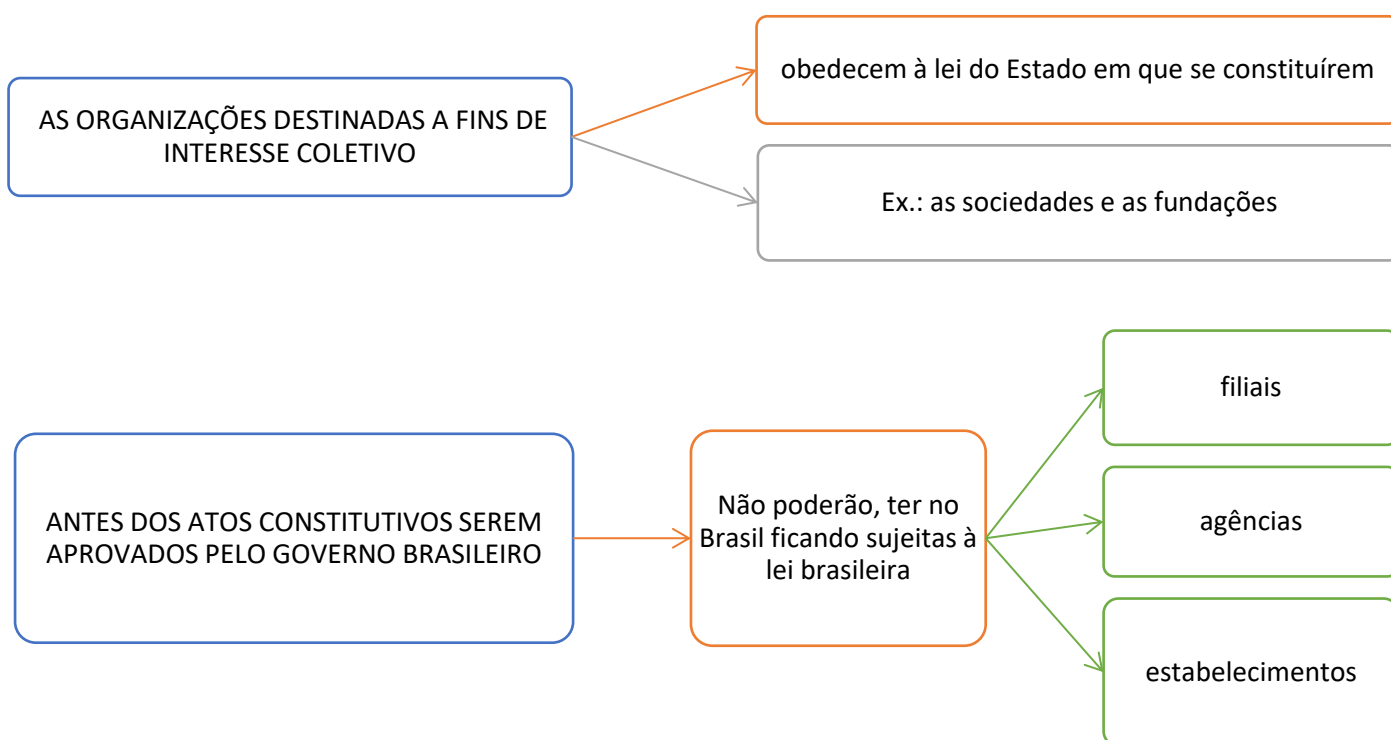 obedecem à lei do Estado em que se constituírem
AS ORGANIZAÇÕES DESTINADAS A FINS DE
INTERESSE COLETIVO
Ex.: as sociedades e as fundações
filiais
ANTES DOS ATOS CONSTITUTIVOS SEREM
APROVADOS PELO GOVERNO BRASILEIRO
Não poderão, ter no
Brasil ficando sujeitas à
lei brasileira
agências
estabelecimentos